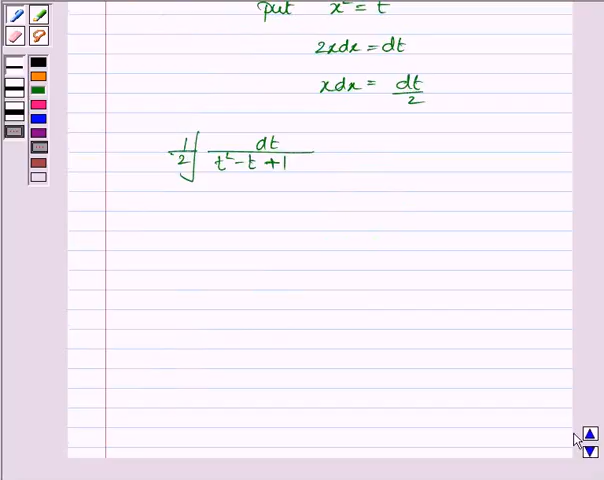 put x² = t
2xdx = dt
xdx = dt/2
1/2 ∫ dt/(t² - t + 1)